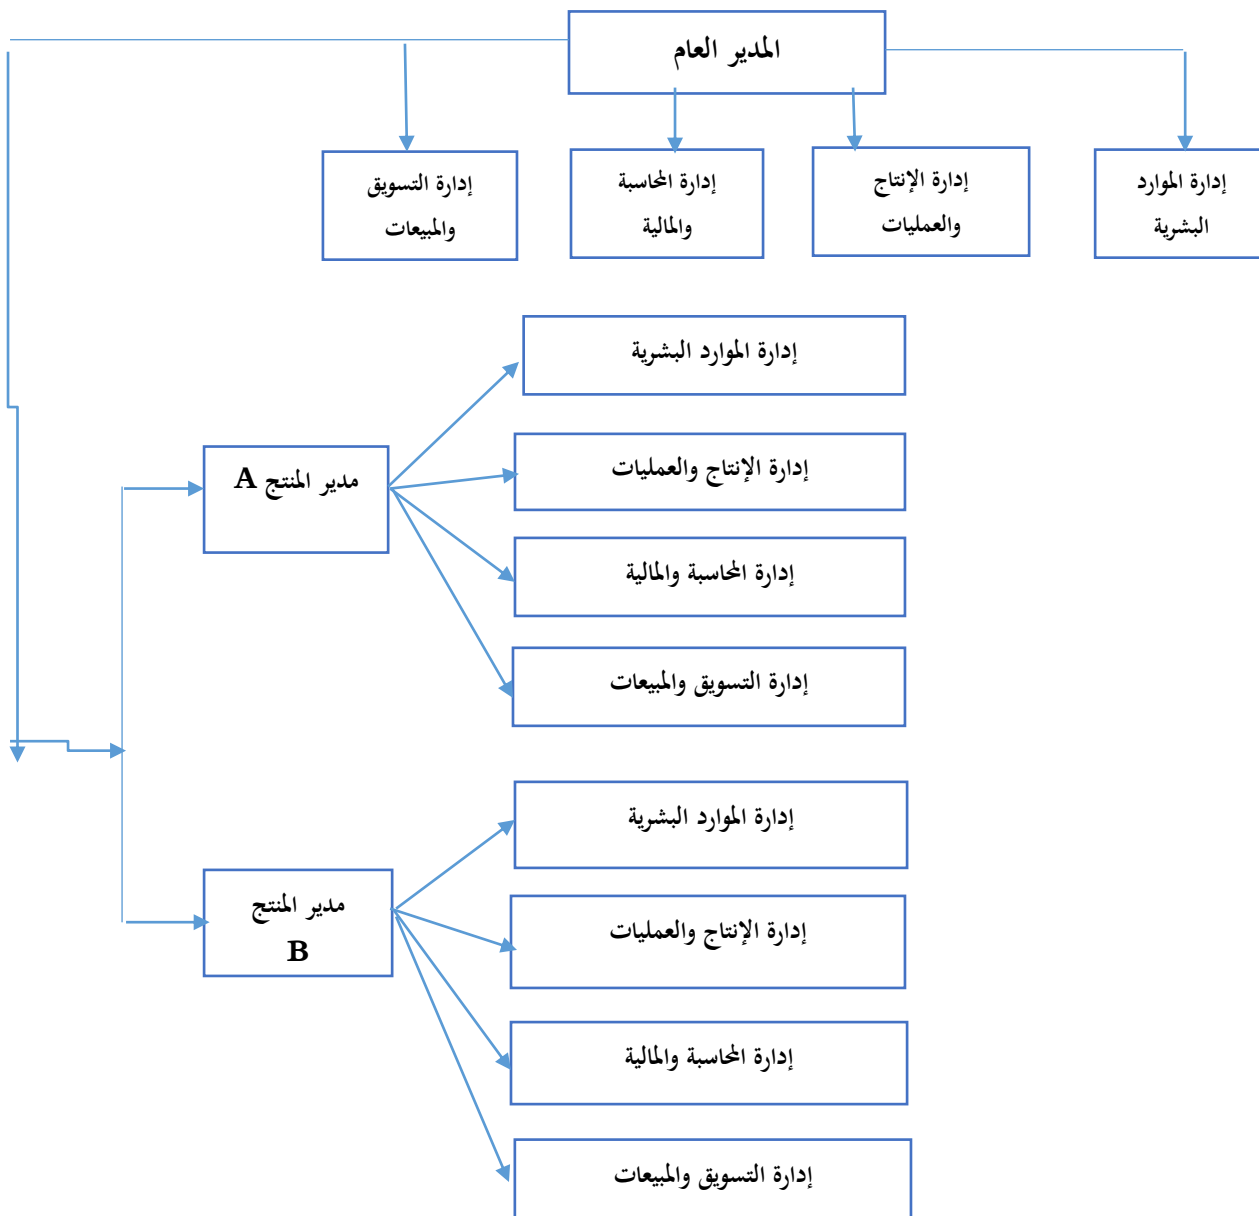 المدير العام
إدارة الموارد
البشرية
إدارة الإنتاج
والعمليات
إدارة المحاسبة
والمالية
إدارة التسويق
والمبيعات
إدارة الموارد البشرية
إدارة الإنتاج والعمليات
مدير المنتج A
إدارة المحاسبة والمالية
إدارة التسويق والمبيعات
إدارة الموارد البشرية
مدير المنتج
B
إدارة الإنتاج والعمليات
إدارة المحاسبة والمالية
إدارة التسويق والمبيعات